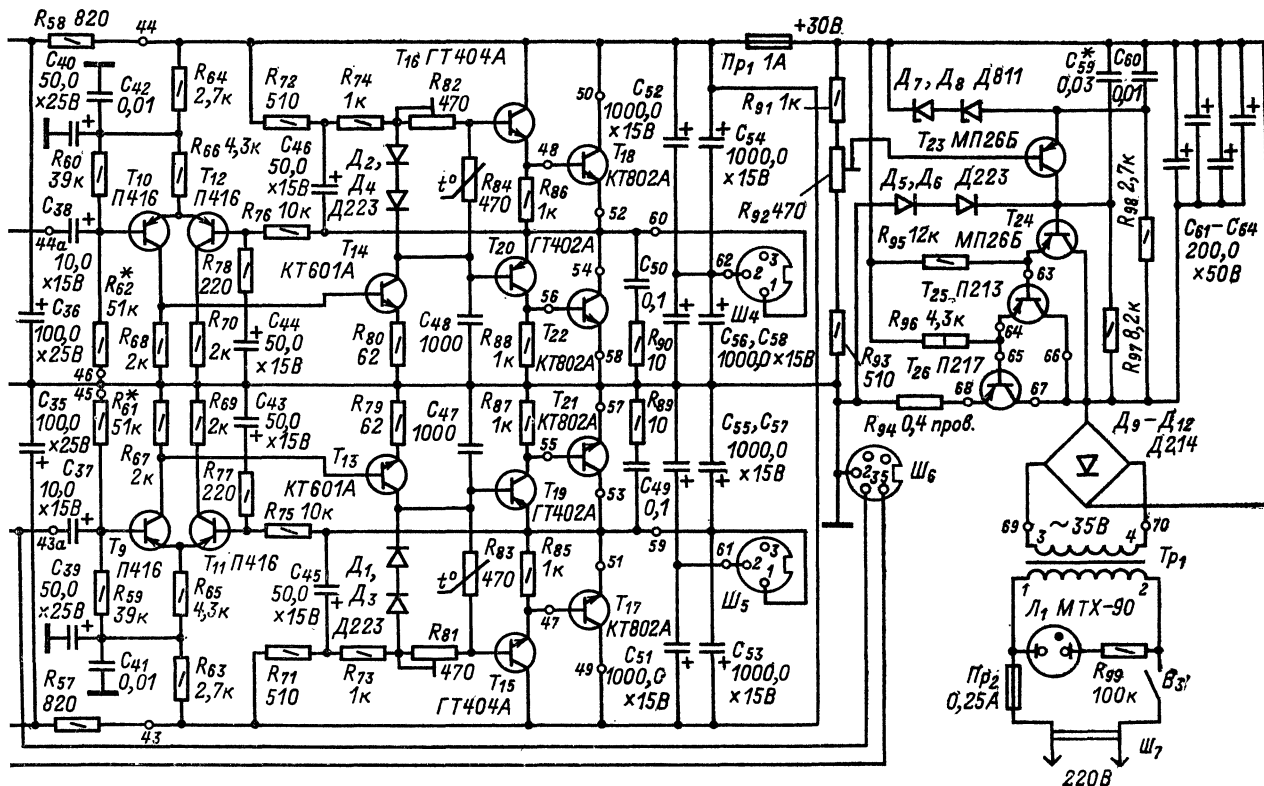 R58 820
44
C40
50,0
×25В
C42
0,01
R64
2,7к
R60
39к
R66 4,3к
T10
П416
T12
П416
C38
44а
10,0
×15В
R62*
51к
C36
100,0
×25В
R68
2к
R70
2к
46
45
R72
510
R74
1к
T16 ГТ404А
R82
470
C46
50,0
×15В
Д2,
Д4
Д223
t°
R84
470
R76 10к
R78
220
C44
50,0
×15В
T14
КТ601А
R80
62
C48
1000
48
R86
1к
50
T18
КТ802А
52
60
ГТ402А
T20
54
56
T22
КТ802А
R88
1к
58
C52
1000,0
×15В
C54
1000,0
×15В
C50
0,1
R90
10
62
3
2
1
Ш4
C56, C58
1000,0×15В
Пр1 1А
+30В
R91 1к
R92 470
R93
510
Д7, Д8 Д811
C59*
0,03
C60
0,01
T23 МП26Б
Д5, Д6 Д223
T24
МП26Б
R95 12к
63
T25 П213
R96
4,3к
64
65
66
T26 П217
68
67
R94 0,4 пров.
R98 2,7к
R97 8,2к
C61–C64
200,0
×50В
Д9–Д12
Д214
C35
100,0
×25В
R61*
51к
R67
2к
R69
2к
C43
50,0
×15В
R77
220
C37
10,0
×15В
43а
T9
П416
T11 П416
R75 10к
R79
62
C47
1000
T13
КТ601А
R87
1к
T21
КТ802А
57
55
53
T19
ГТ402А
R89
10
C49
0,1
C55, C57
1000,0
×15В
59
61
3
2
1
Ш5
2
3
5
Ш6
C39
50,0
×25В
R59
39к
R65
4,3к
C41
0,01
R63
2,7к
R57
820
43
C45
50,0
×15В
Д1,
Д3
Д223
t°
R83
470
R85
1к
51
47
T17
КТ802А
49
R71
510
R73
1к
R81
470
T15
ГТ404А
C51
1000,0
×15В
C53
1000,0
×15В
69
3
~35В
4
70
Тр1
1
2
Л1 МТХ-90
Пр2
0,25А
R99
100к
В3
Ш7
220В